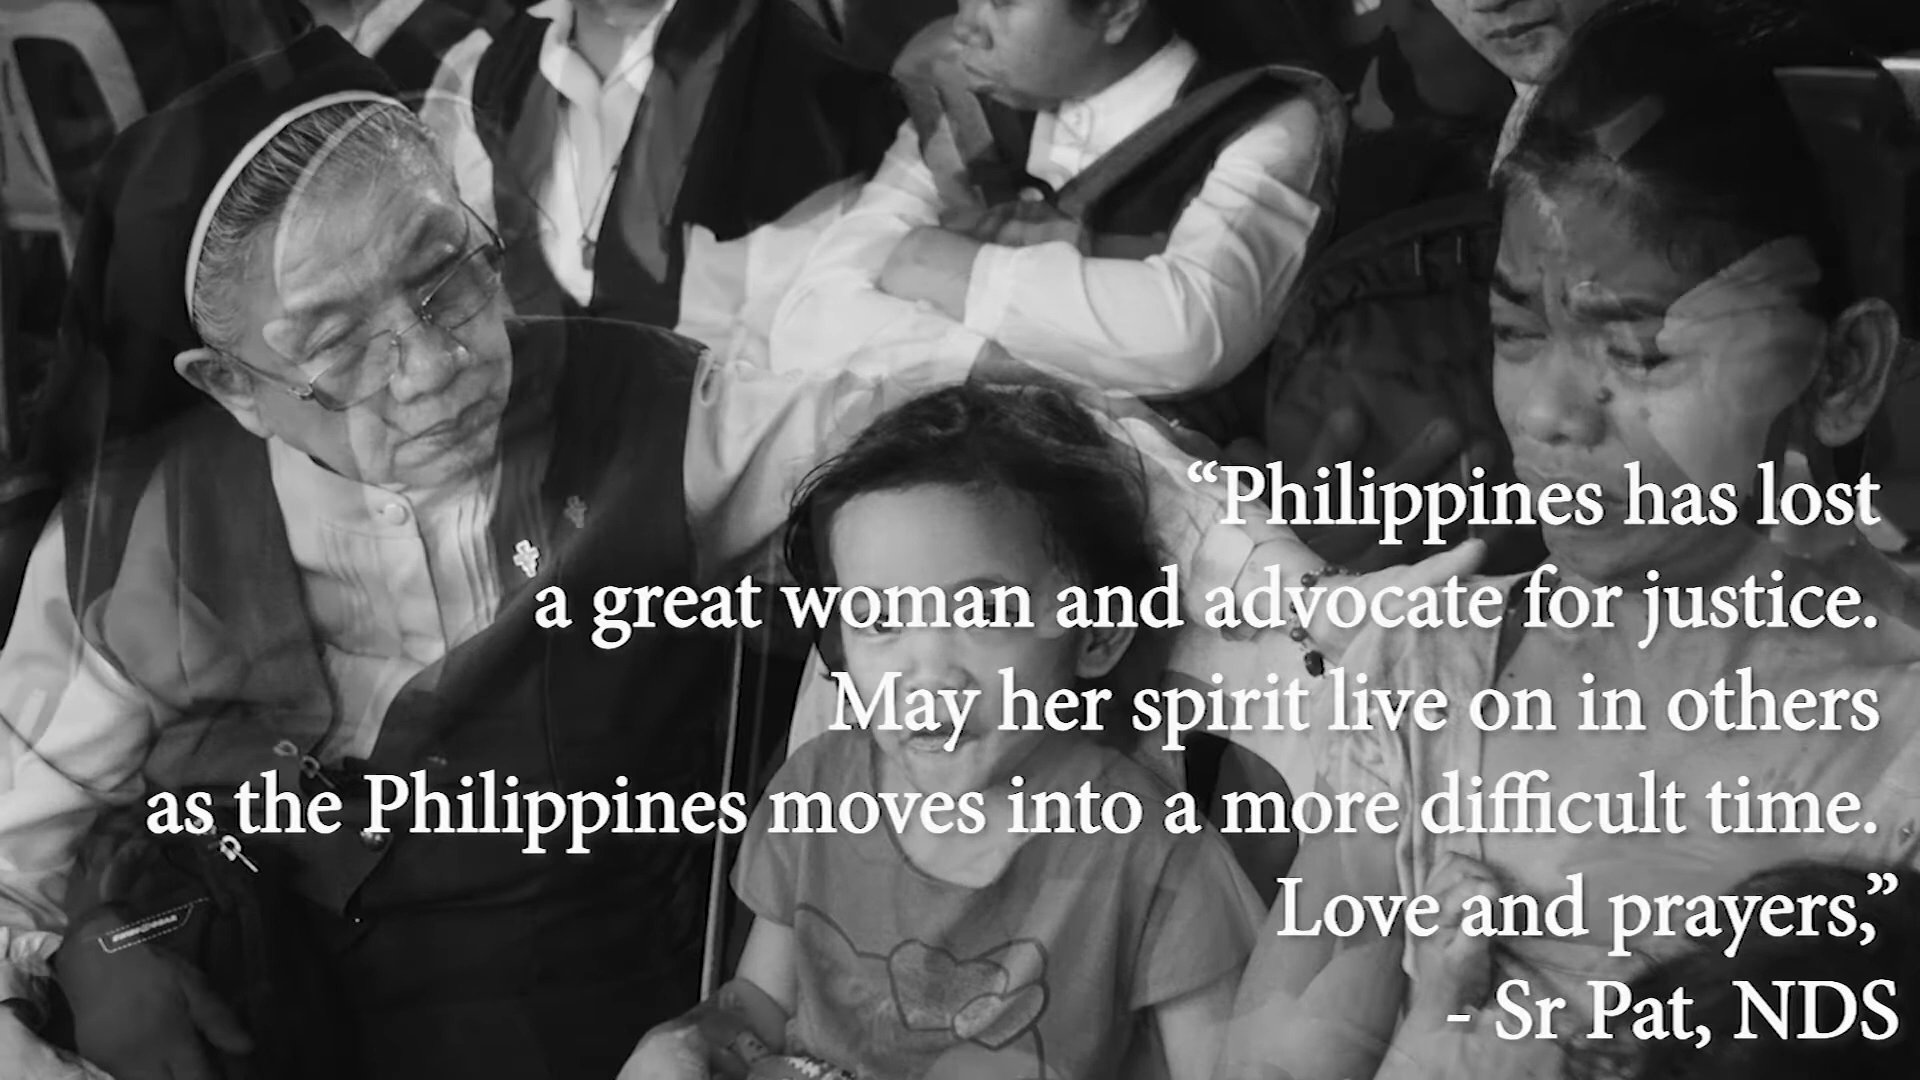 “Philippines has lost
a great woman and advocate for justice.
May her spirit live on in others
as the Philippines moves into a more difficult time.
Love and prayers,”
- Sr Pat, NDS